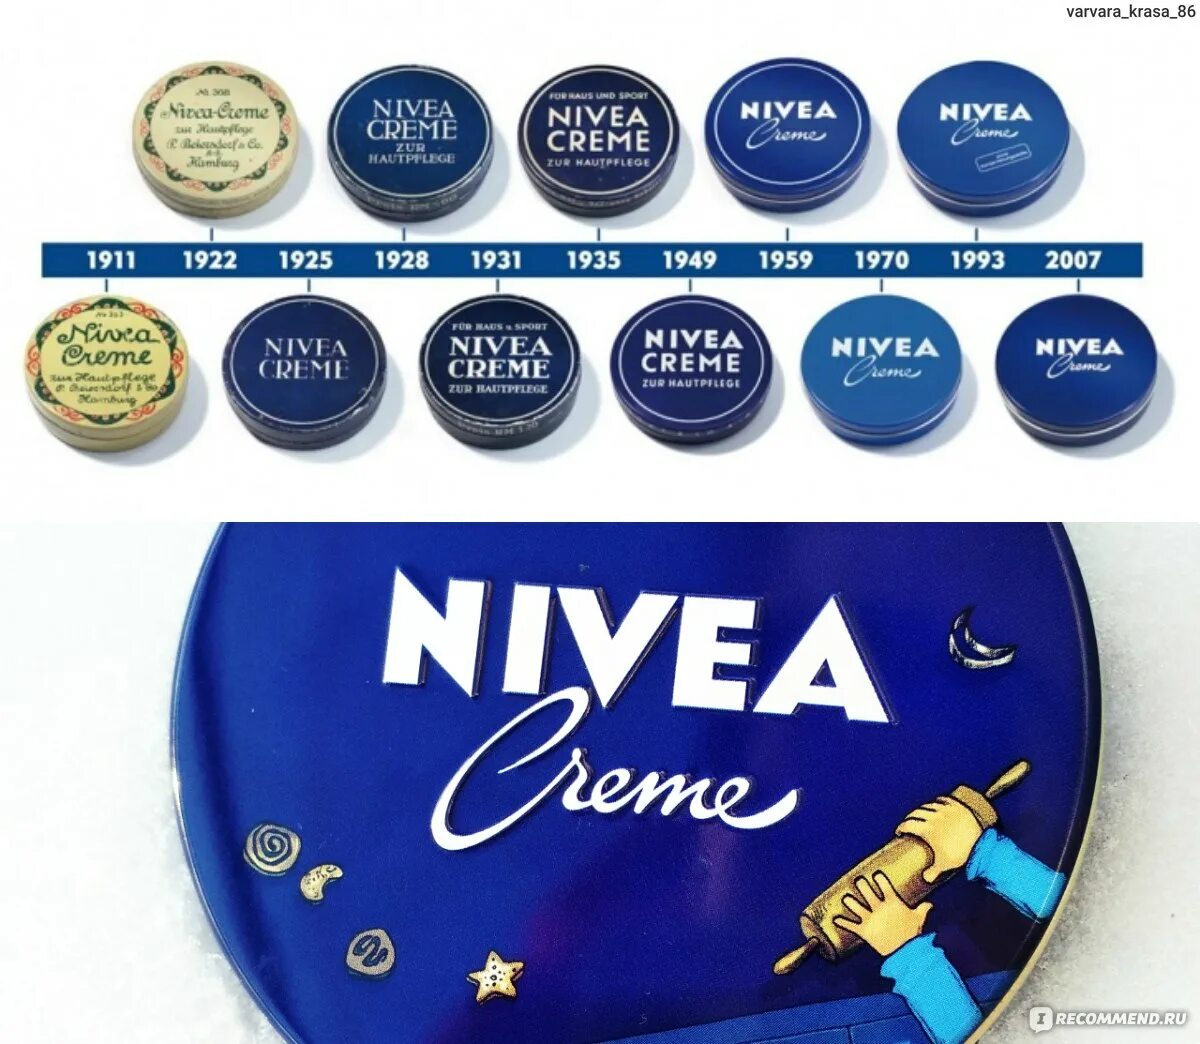 varvara_krasa_86
Nivea-Creme
zur Hautpflege
P. Beiersdorf & Co.
Hamburg
NIVEA
CREME
ZUR
HAUTPFLEGE
FÜR HAUS UND SPORT
NIVEA
CREME
ZUR HAUTPFLEGE
NIVEA
Creme
NIVEA
Creme
1911 1922 1925 1928 1931 1935 1949 1959 1970 1993 2007
Nivea
Creme
zur Hautpflege
P. Beiersdorf & Co.
Hamburg
NIVEA
CREME
FÜR HAUS u. SPORT
NIVEA
CREME
ZUR HAUTPFLEGE
NIVEA
CREME
ZUR HAUTPFLEGE
NIVEA
Creme
NIVEA
Creme
NIVEA
Creme
RECOMMEND.RU